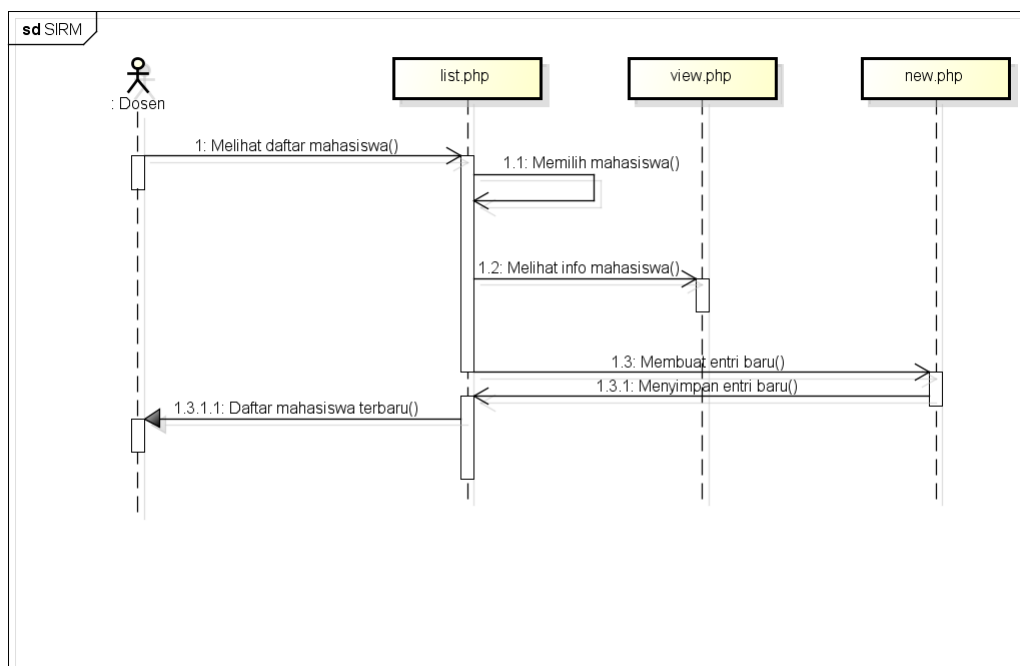 sd SIRM
: Dosen
list.php
view.php
new.php
1: Melihat daftar mahasiswa()
1.1: Memilih mahasiswa()
1.2: Melihat info mahasiswa()
1.3: Membuat entri baru()
1.3.1: Menyimpan entri baru()
1.3.1.1: Daftar mahasiswa terbaru()